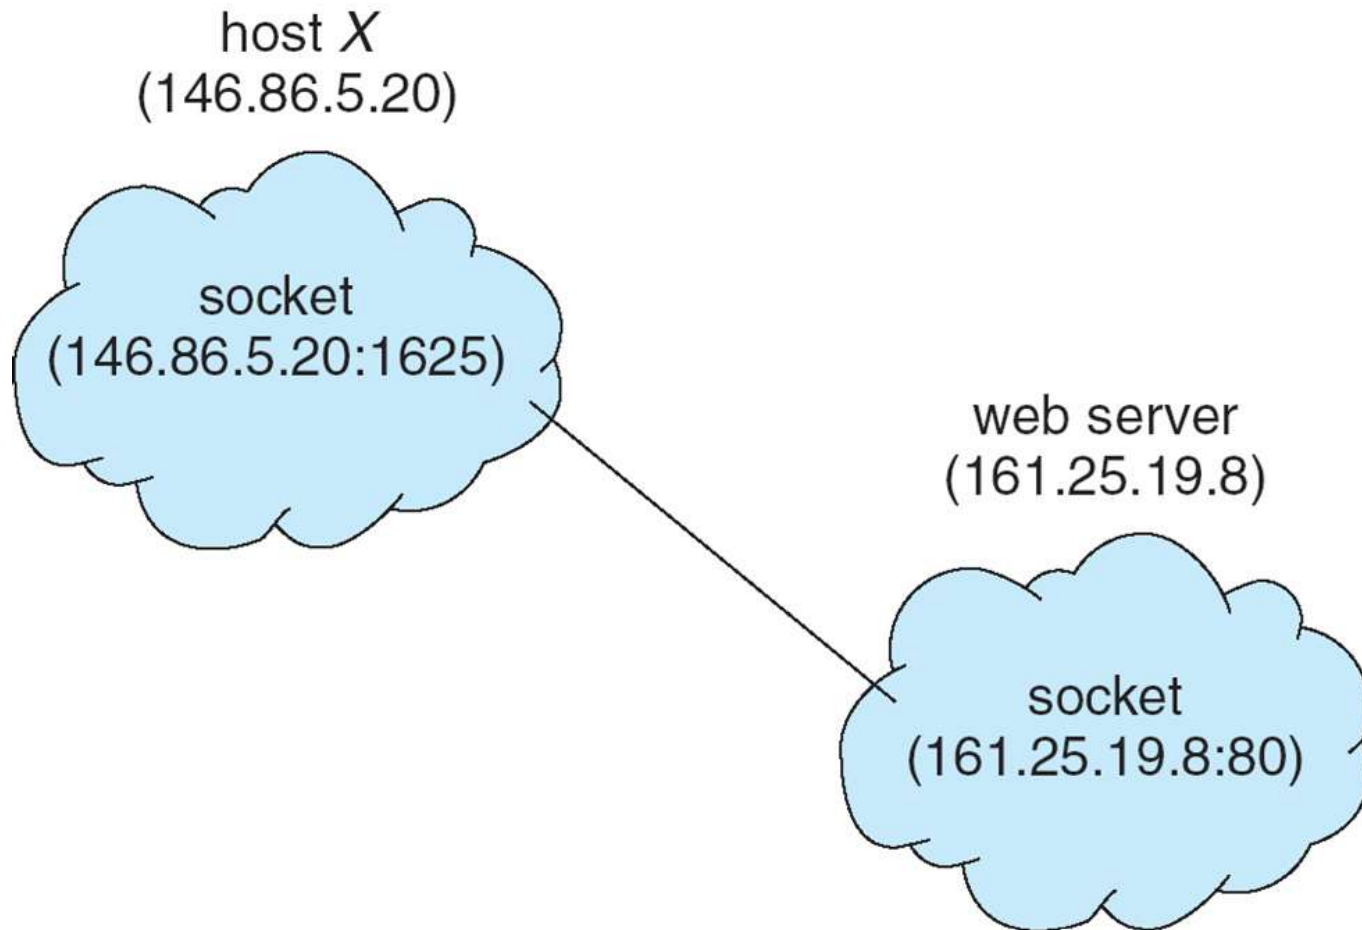 host X
(146.86.5.20)
socket
(146.86.5.20:1625)
web server
(161.25.19.8)
socket
(161.25.19.8:80)